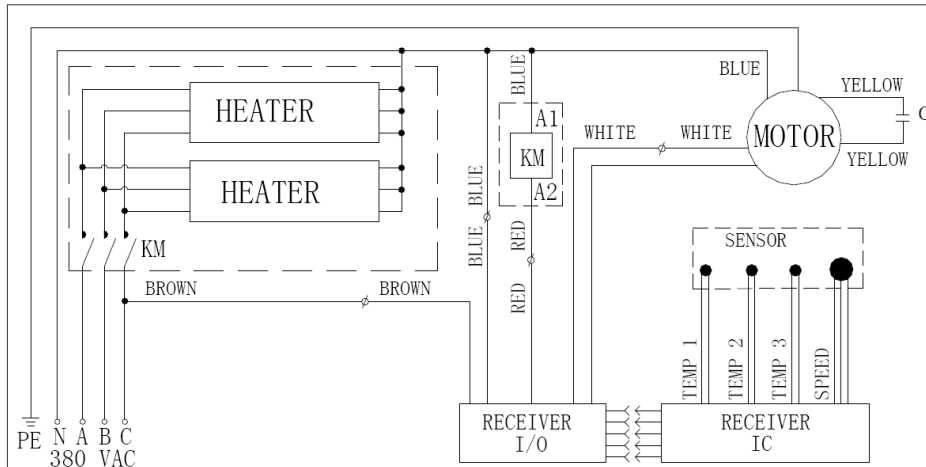 BLUE
YELLOW
C
HEATER
BLUE
A1
WHITE
WHITE
MOTOR
KM
YELLOW
HEATER
A2
BLUE
BLUE
RED
RED
SENSOR
KM
BROWN
BROWN
TEMP 1
TEMP 2
TEMP 3
SPEED
PE
N A B C
380 VAC
RECEIVER
I/O
RECEIVER
IC